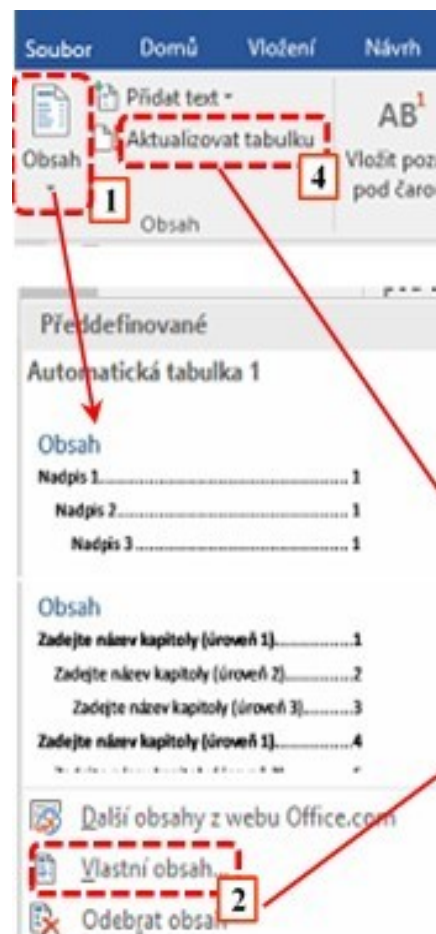 Soubor Domů Vložení Návrh
Přidat text
Aktualizovat tabulku
Obsah
1
4
AB1
Vložit poz
pod čaro
Obsah
Předdefinované
Automatická tabulka 1
Obsah
Nadpis 1 1
Nadpis 2 1
Nadpis 3 1
Obsah
Zadejte název kapitoly (úroveň 1) 1
Zadejte název kapitoly (úroveň 2) 2
Zadejte název kapitoly (úroveň 3) 3
Zadejte název kapitoly (úroveň 1) 4
Další obsahy z webu Office.com
Vlastní obsah...
2
Odebrat obsah